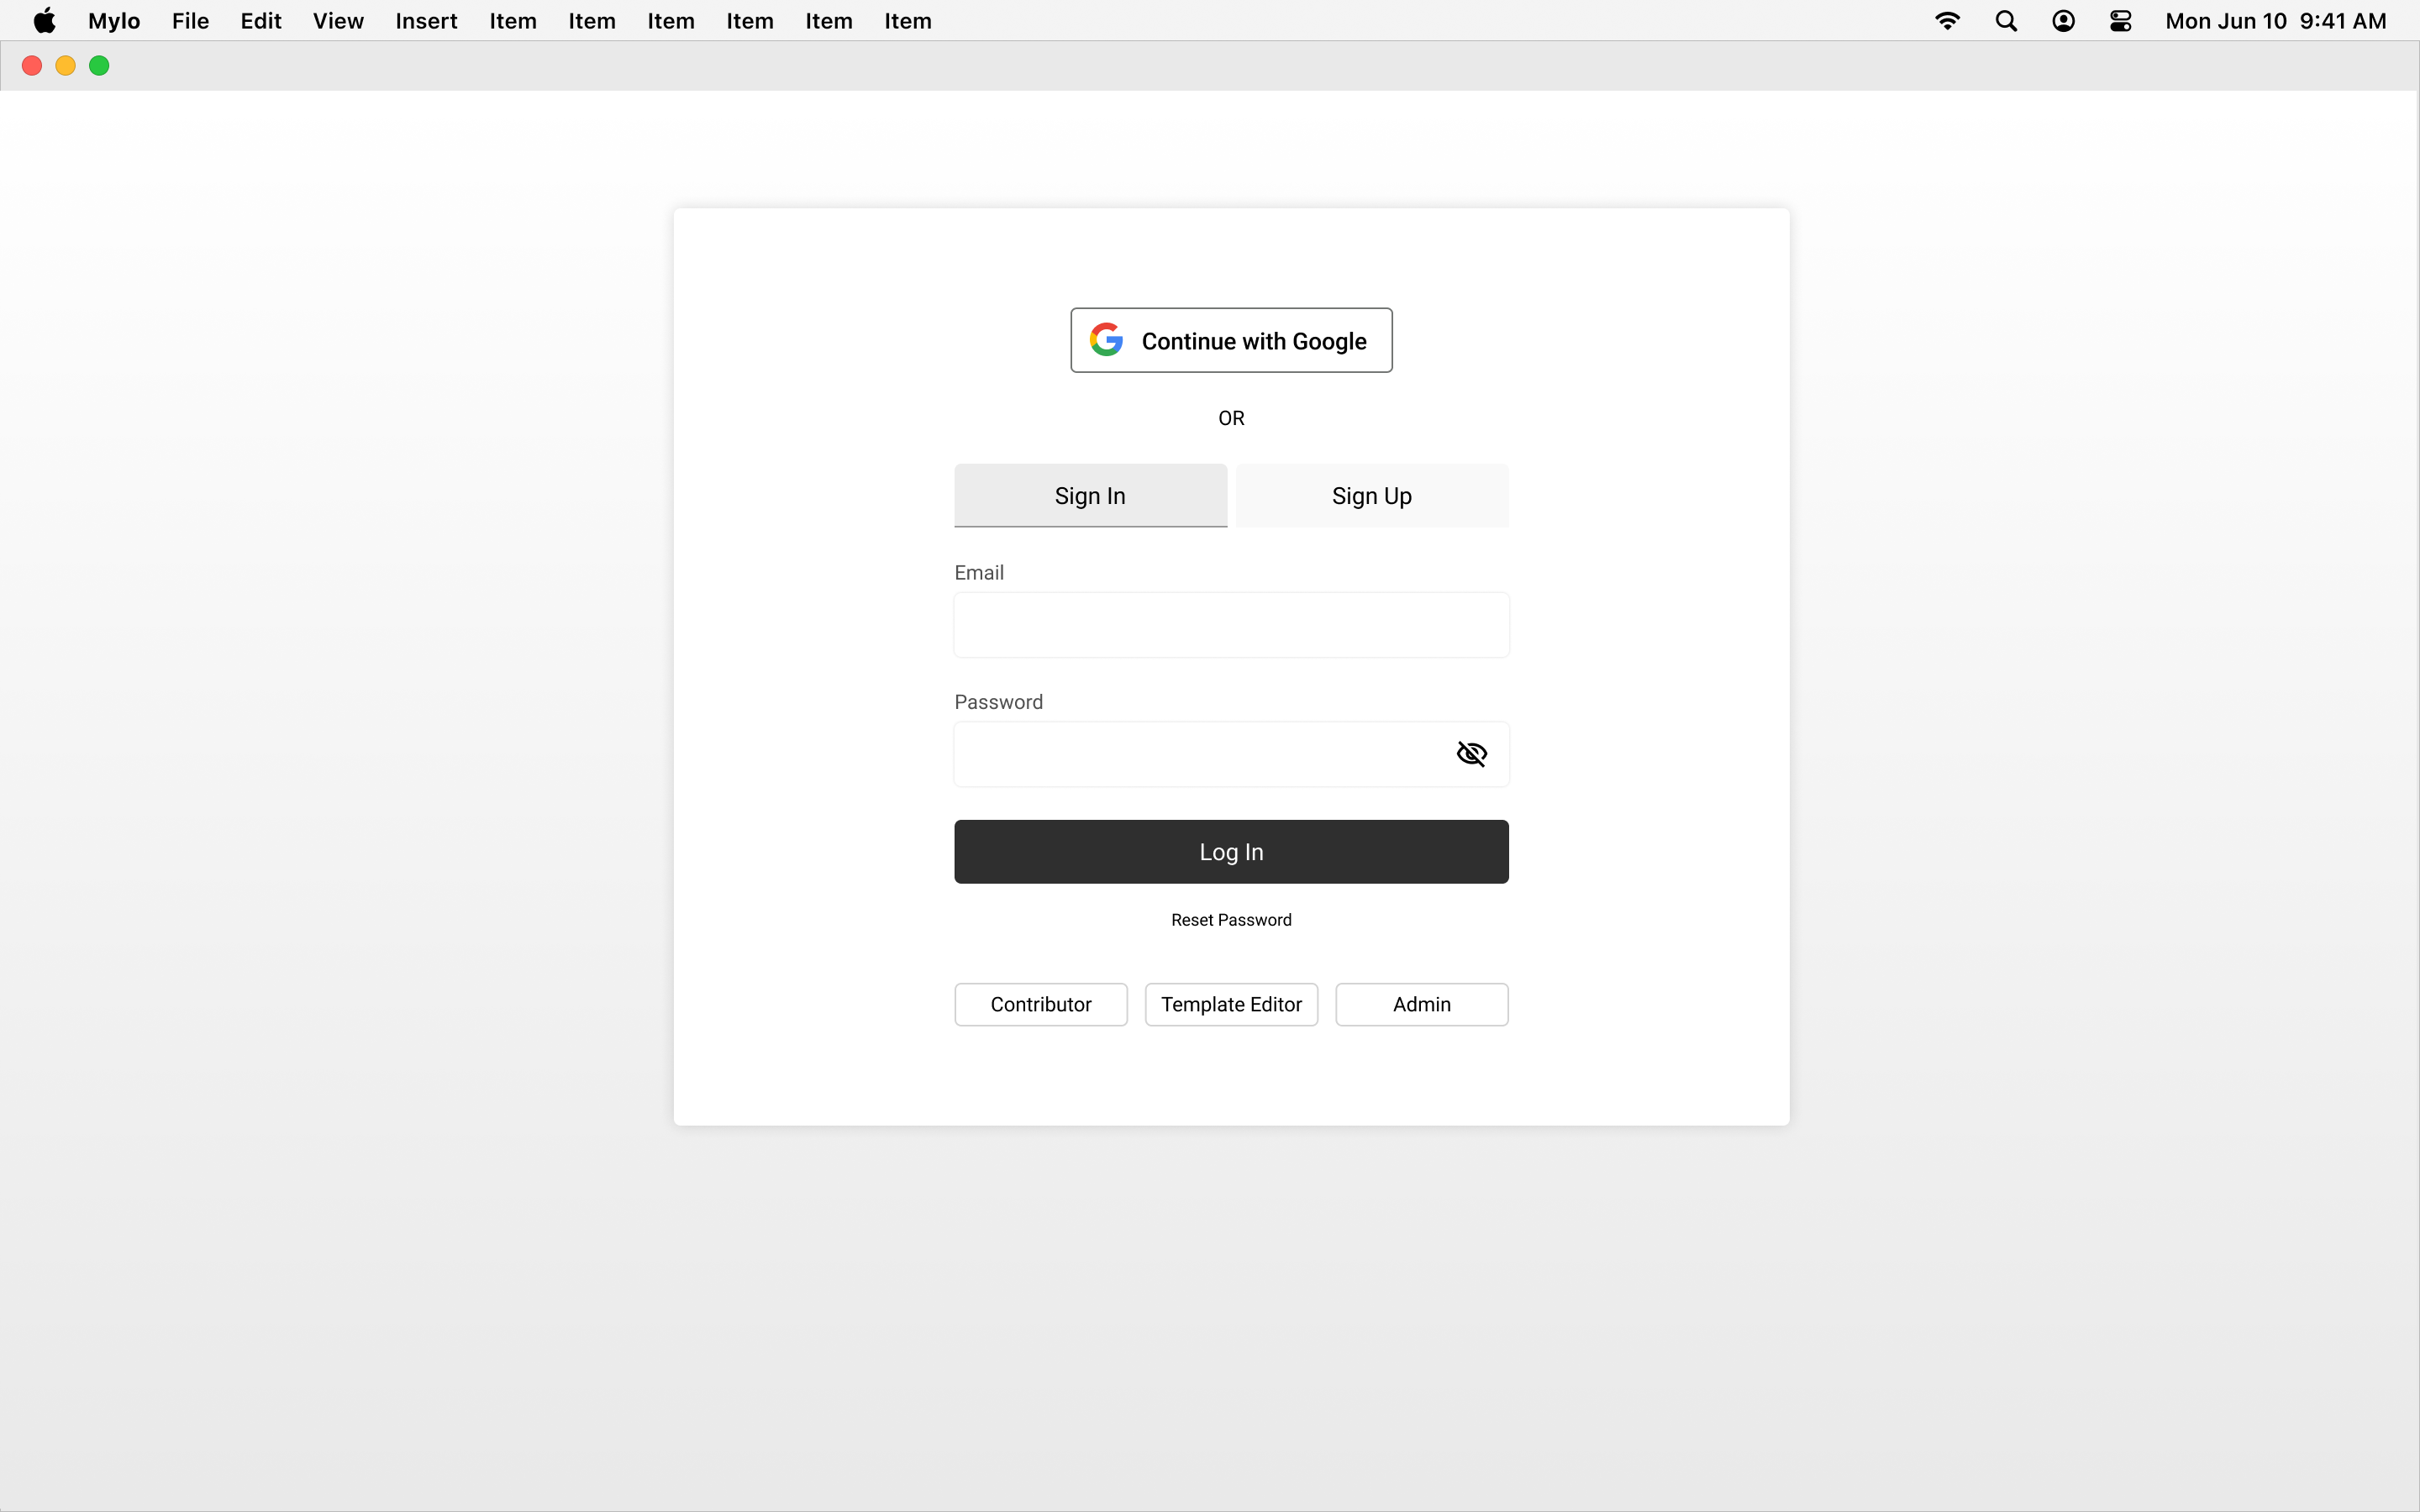 Mylo File Edit View Insert Item Item Item Item Item Item Mon Jun 10 9:41 AM
Continue with Google
OR
Sign In Sign Up
Email
Password
Log In
Reset Password
Contributor Template Editor Admin